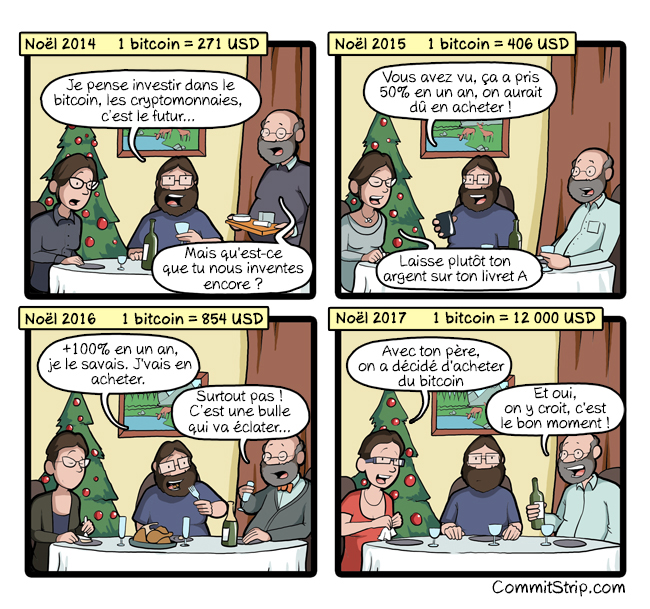 Noël 2014 1 bitcoin = 271 USD
Je pense investir dans le
bitcoin, les cryptomonnaies,
c'est le futur...
Mais qu'est-ce
que tu nous inventes
encore ?
Noël 2015 1 bitcoin = 406 USD
Vous avez vu, ça a pris
50% en un an, on aurait
dû en acheter !
Laisse plutôt ton
argent sur ton livret A
Noël 2016 1 bitcoin = 854 USD
+100% en un an,
je le savais. J'vais en
acheter.
Surtout pas !
C'est une bulle
qui va éclater...
Noël 2017 1 bitcoin = 12 000 USD
Avec ton père,
on a décidé d'acheter
du bitcoin
Et oui,
on y croit, c'est
le bon moment !
CommitStrip.com